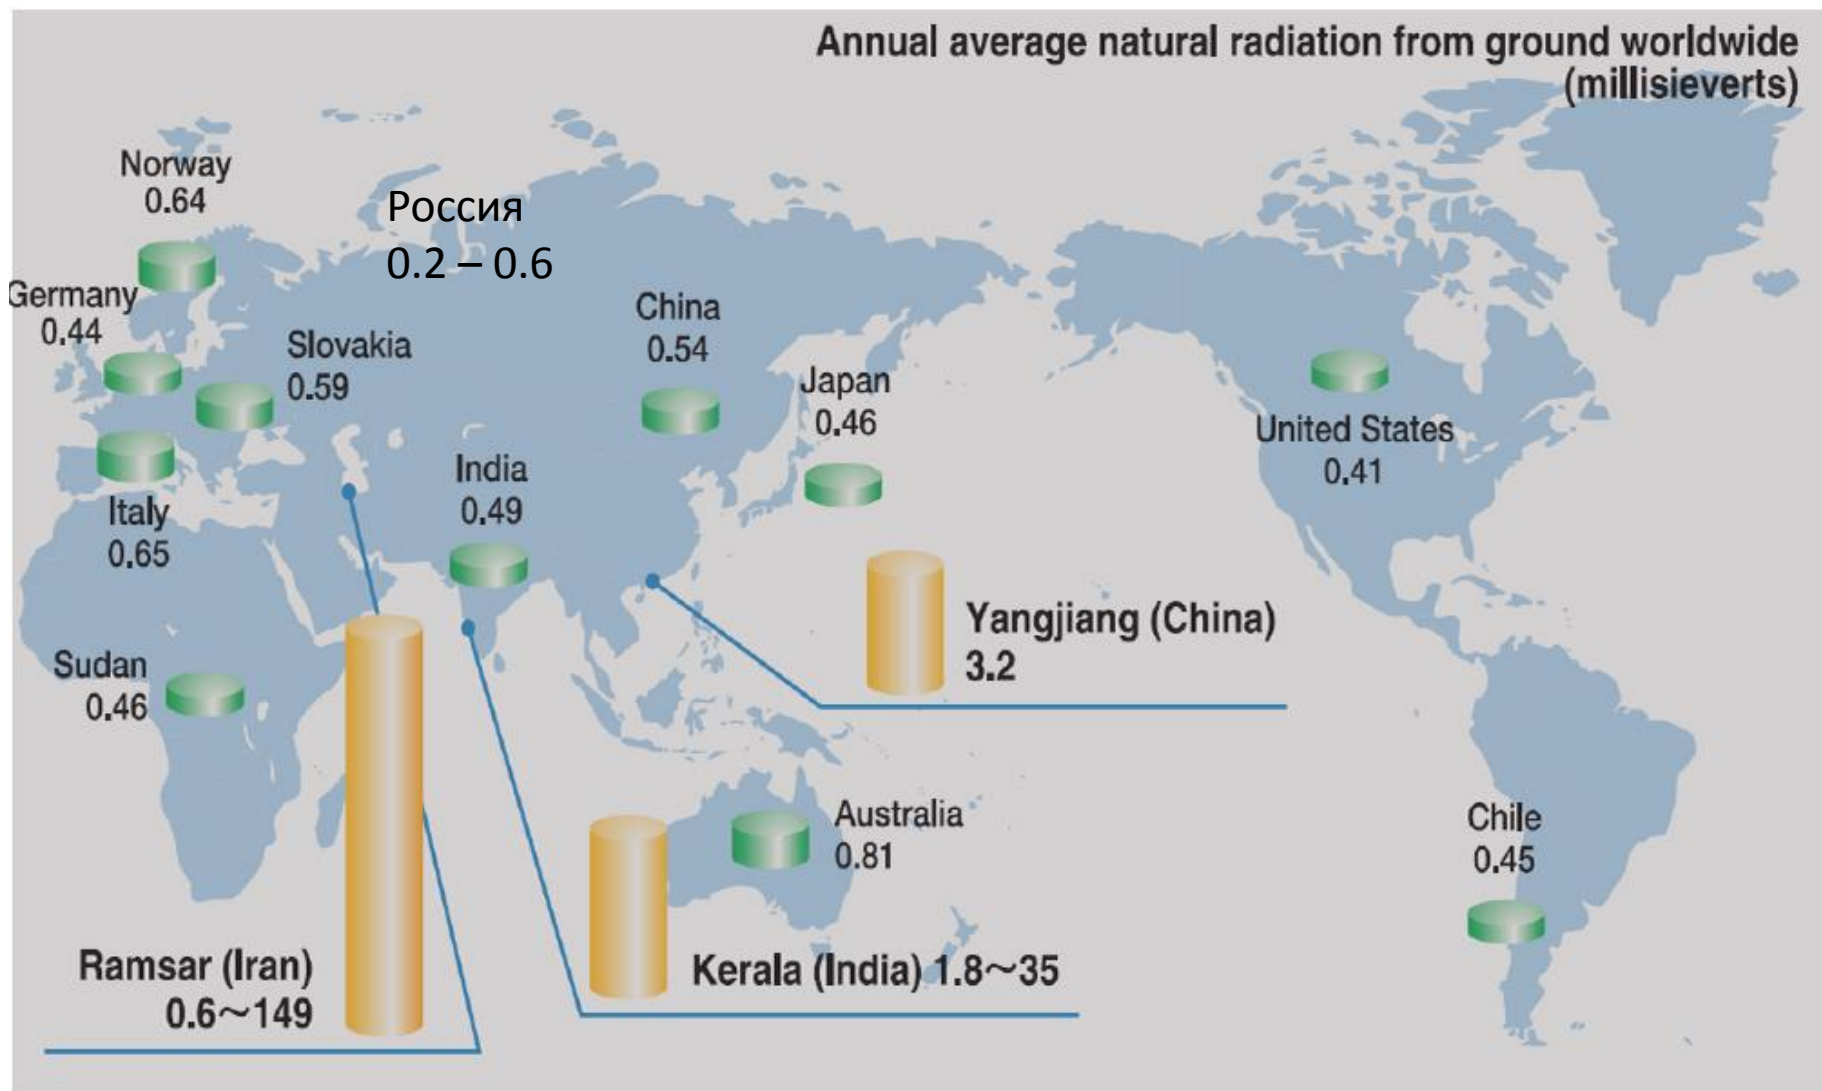 Annual average natural radiation from ground worldwide
(millisieverts)
Norway
0.64
Россия
0.2 – 0.6
Germany
0.44
Slovakia
0.59
China
0.54
Japan
0.46
United States
0.41
India
0.49
Italy
0.65
Yangjiang (China)
3.2
Sudan
0.46
Australia
0.81
Chile
0.45
Ramsar (Iran)
0.6～149
Kerala (India) 1.8～35